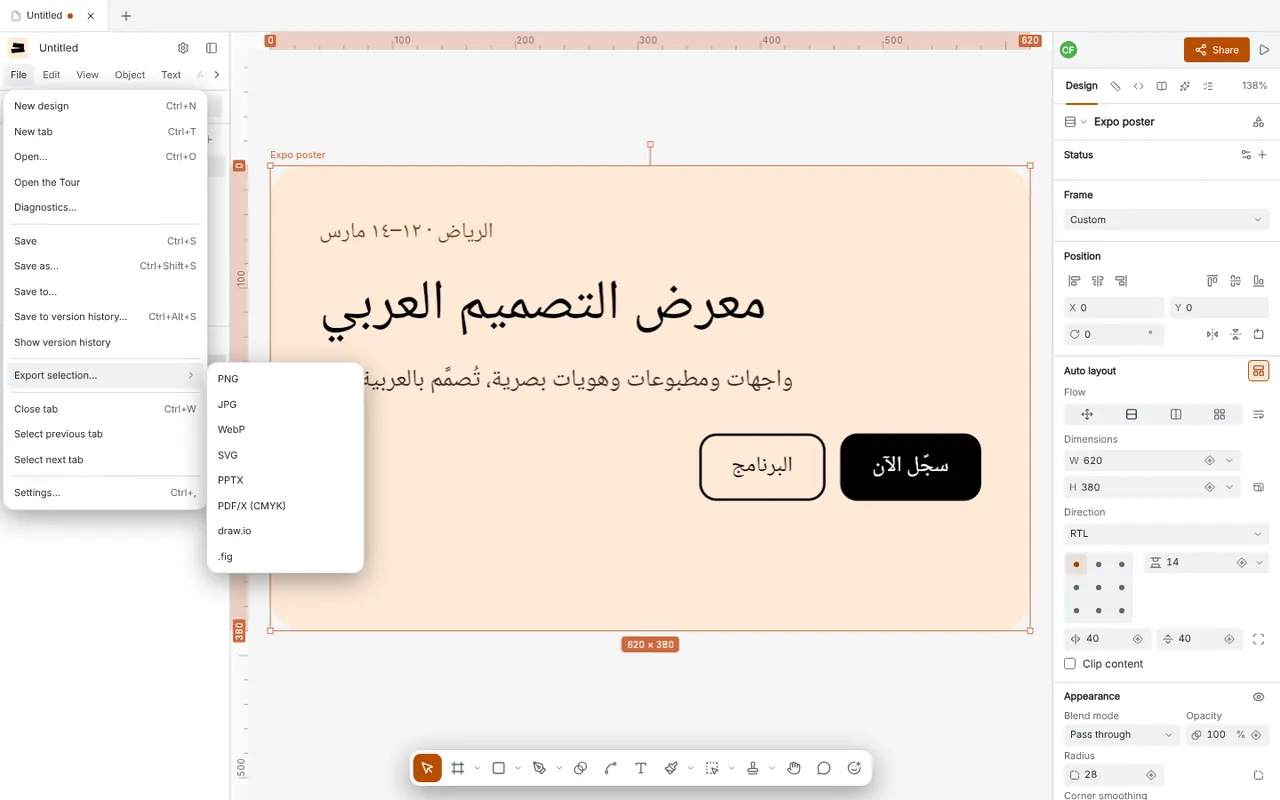 Untitled
Untitled
File Edit View Object Text
New design Ctrl+N
New tab Ctrl+T
Open... Ctrl+O
Open the Tour
Diagnostics...
Save Ctrl+S
Save as... Ctrl+Shift+S
Save to...
Save to version history... Ctrl+Alt+S
Show version history
Export selection...
Close tab Ctrl+W
Select previous tab
Select next tab
Settings... Ctrl+,
PNG
JPG
WebP
SVG
PPTX
PDF/X (CMYK)
draw.io
.fig
0 100 200 300 400 500 620
0
100
380
500
Expo poster
الرياض · ١٢–١٤ مارس
معرض التصميم العربي
واجهات ومطبوعات وهويات بصرية، تُصمَّم بالعربية
سجّل الآن
البرنامج
620 × 380
CF
Share
Design
138%
Expo poster
Status
Frame
Custom
Position
X 0 Y 0
0 °
Auto layout
Flow
Dimensions
W 620
H 380
Direction
RTL
14
40 40
Clip content
Appearance
Blend mode Opacity
Pass through 100 %
Radius
28
Corner smoothing